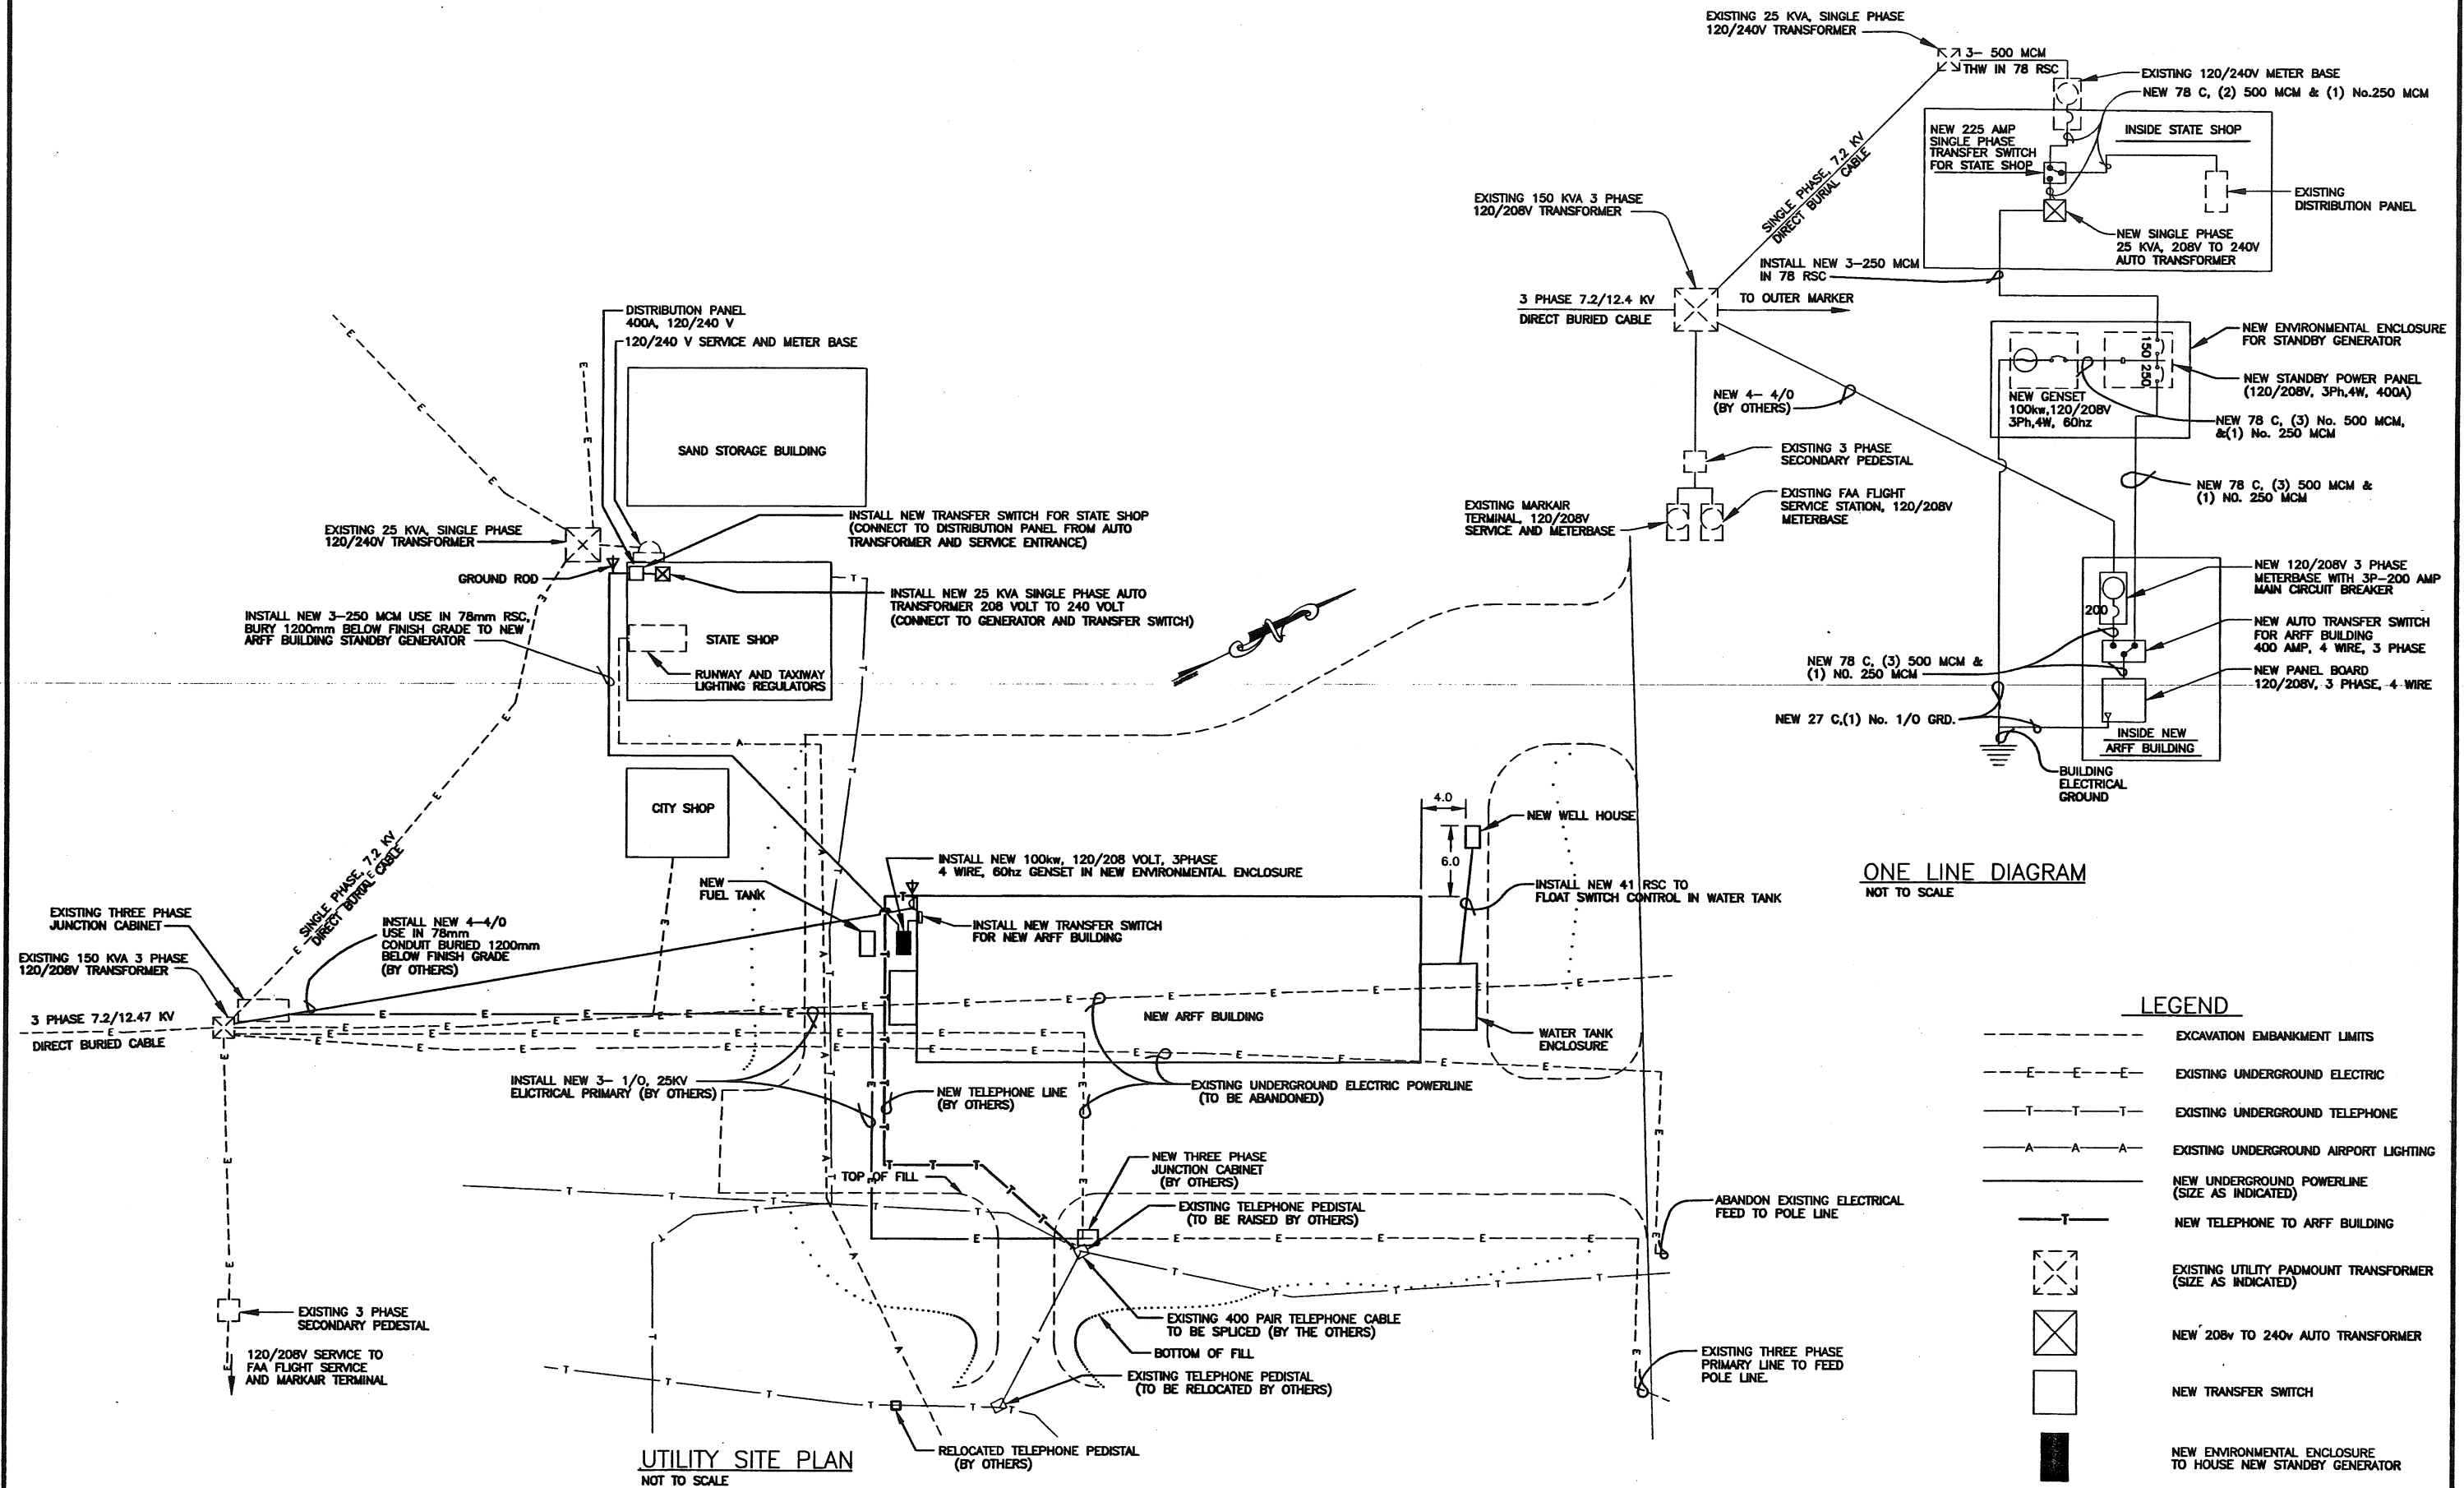 EXISTING 25 KVA, SINGLE PHASE
120/240V TRANSFORMER
3- 500 MCM
THW IN 78 RSC
EXISTING 120/240V METER BASE
NEW 78 C, (2) 500 MCM & (1) No.250 MCM
NEW 225 AMP
SINGLE PHASE
TRANSFER SWITCH
FOR STATE SHOP
INSIDE STATE SHOP
EXISTING
DISTRIBUTION PANEL
NEW SINGLE PHASE
25 KVA, 208V TO 240V
AUTO TRANSFORMER
SINGLE PHASE, 7.2 KV
DIRECT BURIAL CABLE
EXISTING 150 KVA 3 PHASE
120/208V TRANSFORMER
INSTALL NEW 3-250 MCM
IN 78 RSC
3 PHASE 7.2/12.4 KV
DIRECT BURIED CABLE
TO OUTER MARKER
NEW ENVIRONMENTAL ENCLOSURE
FOR STANDBY GENERATOR
150
250
NEW STANDBY POWER PANEL
(120/208V, 3Ph,4W, 400A)
NEW GENSET
100kw,120/208V
3Ph,4W, 60hz
NEW 78 C, (3) No. 500 MCM,
&(1) No. 250 MCM
NEW 4- 4/0
(BY OTHERS)
EXISTING 3 PHASE
SECONDARY PEDESTAL
NEW 78 C, (3) 500 MCM &
(1) NO. 250 MCM
EXISTING MARKAIR
TERMINAL, 120/208V
SERVICE AND METERBASE
EXISTING FAA FLIGHT
SERVICE STATION, 120/208V
METERBASE
NEW 120/208V 3 PHASE
METERBASE WITH 3P-200 AMP
MAIN CIRCUIT BREAKER
200
NEW AUTO TRANSFER SWITCH
FOR ARFF BUILDING
400 AMP, 4 WIRE, 3 PHASE
NEW 78 C, (3) 500 MCM &
(1) NO. 250 MCM
NEW PANEL BOARD
120/208V, 3 PHASE, 4 WIRE
NEW 27 C,(1) No. 1/O GRD.
INSIDE NEW
ARFF BUILDING
BUILDING
ELECTRICAL
GROUND
ONE LINE DIAGRAM
NOT TO SCALE
DISTRIBUTION PANEL
400A, 120/240 V
120/240 V SERVICE AND METER BASE
SAND STORAGE BUILDING
EXISTING 25 KVA, SINGLE PHASE
120/240V TRANSFORMER
INSTALL NEW TRANSFER SWITCH FOR STATE SHOP
(CONNECT TO DISTRIBUTION PANEL FROM AUTO
TRANSFORMER AND SERVICE ENTRANCE)
GROUND ROD
INSTALL NEW 25 KVA SINGLE PHASE AUTO
TRANSFORMER 208 VOLT TO 240 VOLT
(CONNECT TO GENERATOR AND TRANSFER SWITCH)
INSTALL NEW 3-250 MCM USE IN 78mm RSC,
BURY 1200mm BELOW FINISH GRADE TO NEW
ARFF BUILDING STANDBY GENERATOR
STATE SHOP
RUNWAY AND TAXIWAY
LIGHTING REGULATORS
CITY SHOP
4.0
NEW WELL HOUSE
6.0
SINGLE PHASE, 7.2 KV
DIRECT BURIAL CABLE
INSTALL NEW 100kw, 120/208 VOLT, 3PHASE
4 WIRE, 60hz GENSET IN NEW ENVIRONMENTAL ENCLOSURE
NEW
FUEL TANK
INSTALL NEW 41 RSC TO
FLOAT SWITCH CONTROL IN WATER TANK
EXISTING THREE PHASE
JUNCTION CABINET
INSTALL NEW 4-4/0
USE IN 78mm
CONDUIT BURIED 1200mm
BELOW FINISH GRADE
(BY OTHERS)
INSTALL NEW TRANSFER SWITCH
FOR NEW ARFF BUILDING
EXISTING 150 KVA 3 PHASE
120/208V TRANSFORMER
3 PHASE 7.2/12.47 KV
DIRECT BURIED CABLE
NEW ARFF BUILDING
WATER TANK
ENCLOSURE
INSTALL NEW 3- 1/0, 25KV
ELICTRICAL PRIMARY (BY OTHERS)
NEW TELEPHONE LINE
(BY OTHERS)
EXISTING UNDERGROUND ELECTRIC POWERLINE
(TO BE ABANDONED)
TOP OF FILL
NEW THREE PHASE
JUNCTION CABINET
(BY OTHERS)
EXISTING TELEPHONE PEDISTAL
(TO BE RAISED BY OTHERS)
ABANDON EXISTING ELECTRICAL
FEED TO POLE LINE
EXISTING 3 PHASE
SECONDARY PEDESTAL
120/208V SERVICE TO
FAA FLIGHT SERVICE
AND MARKAIR TERMINAL
EXISTING 400 PAIR TELEPHONE CABLE
TO BE SPLICED (BY THE OTHERS)
BOTTOM OF FILL
EXISTING TELEPHONE PEDISTAL
(TO BE RELOCATED BY OTHERS)
EXISTING THREE PHASE
PRIMARY LINE TO FEED
POLE LINE.
RELOCATED TELEPHONE PEDISTAL
(BY OTHERS)
UTILITY SITE PLAN
NOT TO SCALE
LEGEND
EXCAVATION EMBANKMENT LIMITS
E E E EXISTING UNDERGROUND ELECTRIC
T T T EXISTING UNDERGROUND TELEPHONE
A A A EXISTING UNDERGROUND AIRPORT LIGHTING
NEW UNDERGROUND POWERLINE
(SIZE AS INDICATED)
T NEW TELEPHONE TO ARFF BUILDING
EXISTING UTILITY PADMOUNT TRANSFORMER
(SIZE AS INDICATED)
NEW 208v TO 240v AUTO TRANSFORMER
NEW TRANSFER SWITCH
NEW ENVIRONMENTAL ENCLOSURE
TO HOUSE NEW STANDBY GENERATOR